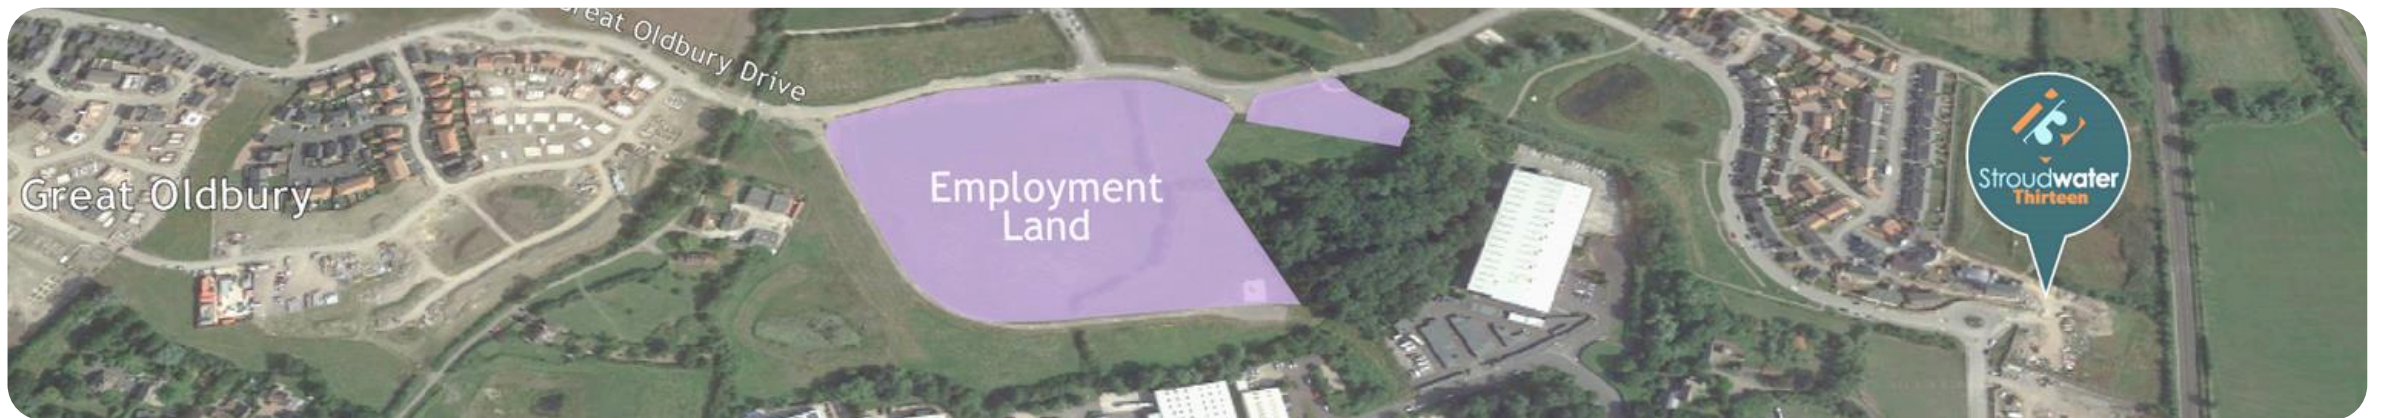 Great Oldbury Drive
Great Oldbury
Employment
Land
Stroudwater
Thirteen